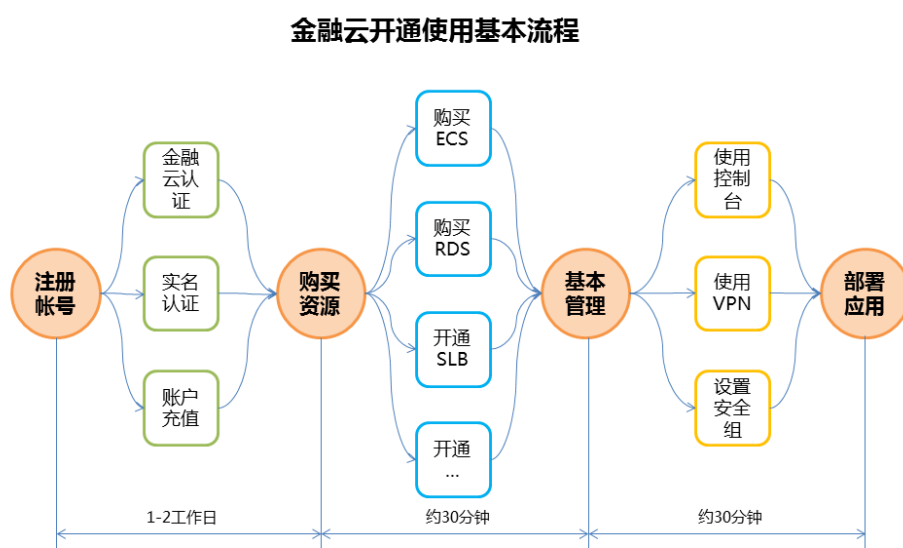 金融云开通使用基本流程
注册
帐号
金融
云认
证
实名
认证
账户
充值
购买
资源
购买
ECS
购买
RDS
开通
SLB
开通
...
基本
管理
使用
控制
台
使用
VPN
设置
安全
组
部署
应用
1-2工作日
约30分钟
约30分钟